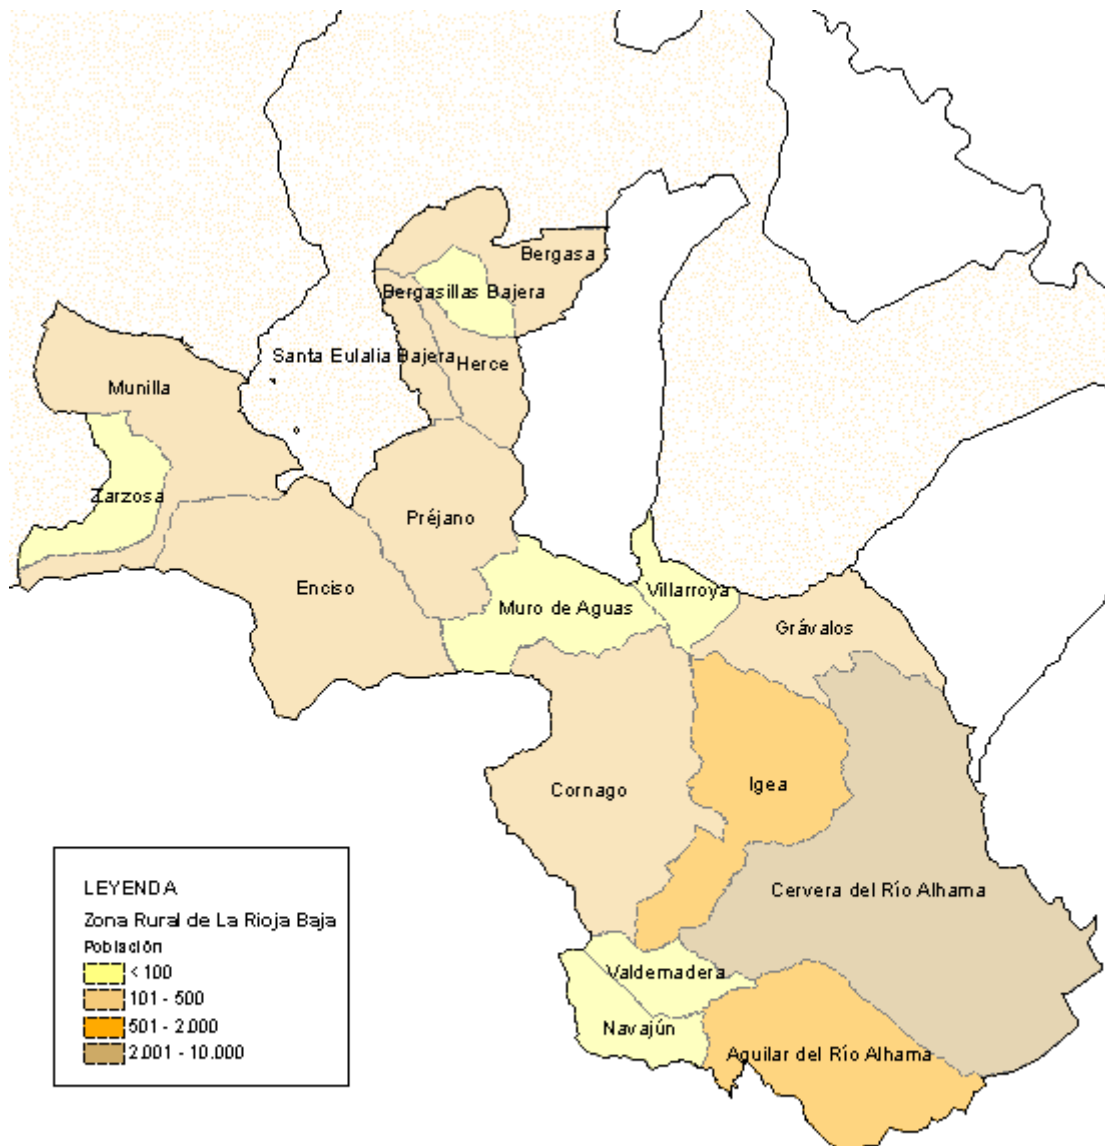 Bergasa
Bergasillas Bajera
Santa Eulalia Bajera
Herce
Munilla
Zarzosa
Préjano
Enciso
Muro de Aguas
Villarroya
Grávalos
Cornago
Igea
Cervera del Río Alhama
Valdemadera
Navajún
Aguilar del Río Alhama
LEYENDA
Zona Rural de La Rioja Baja
Población
< 100
101 - 500
501 - 2.000
2.001 - 10.000